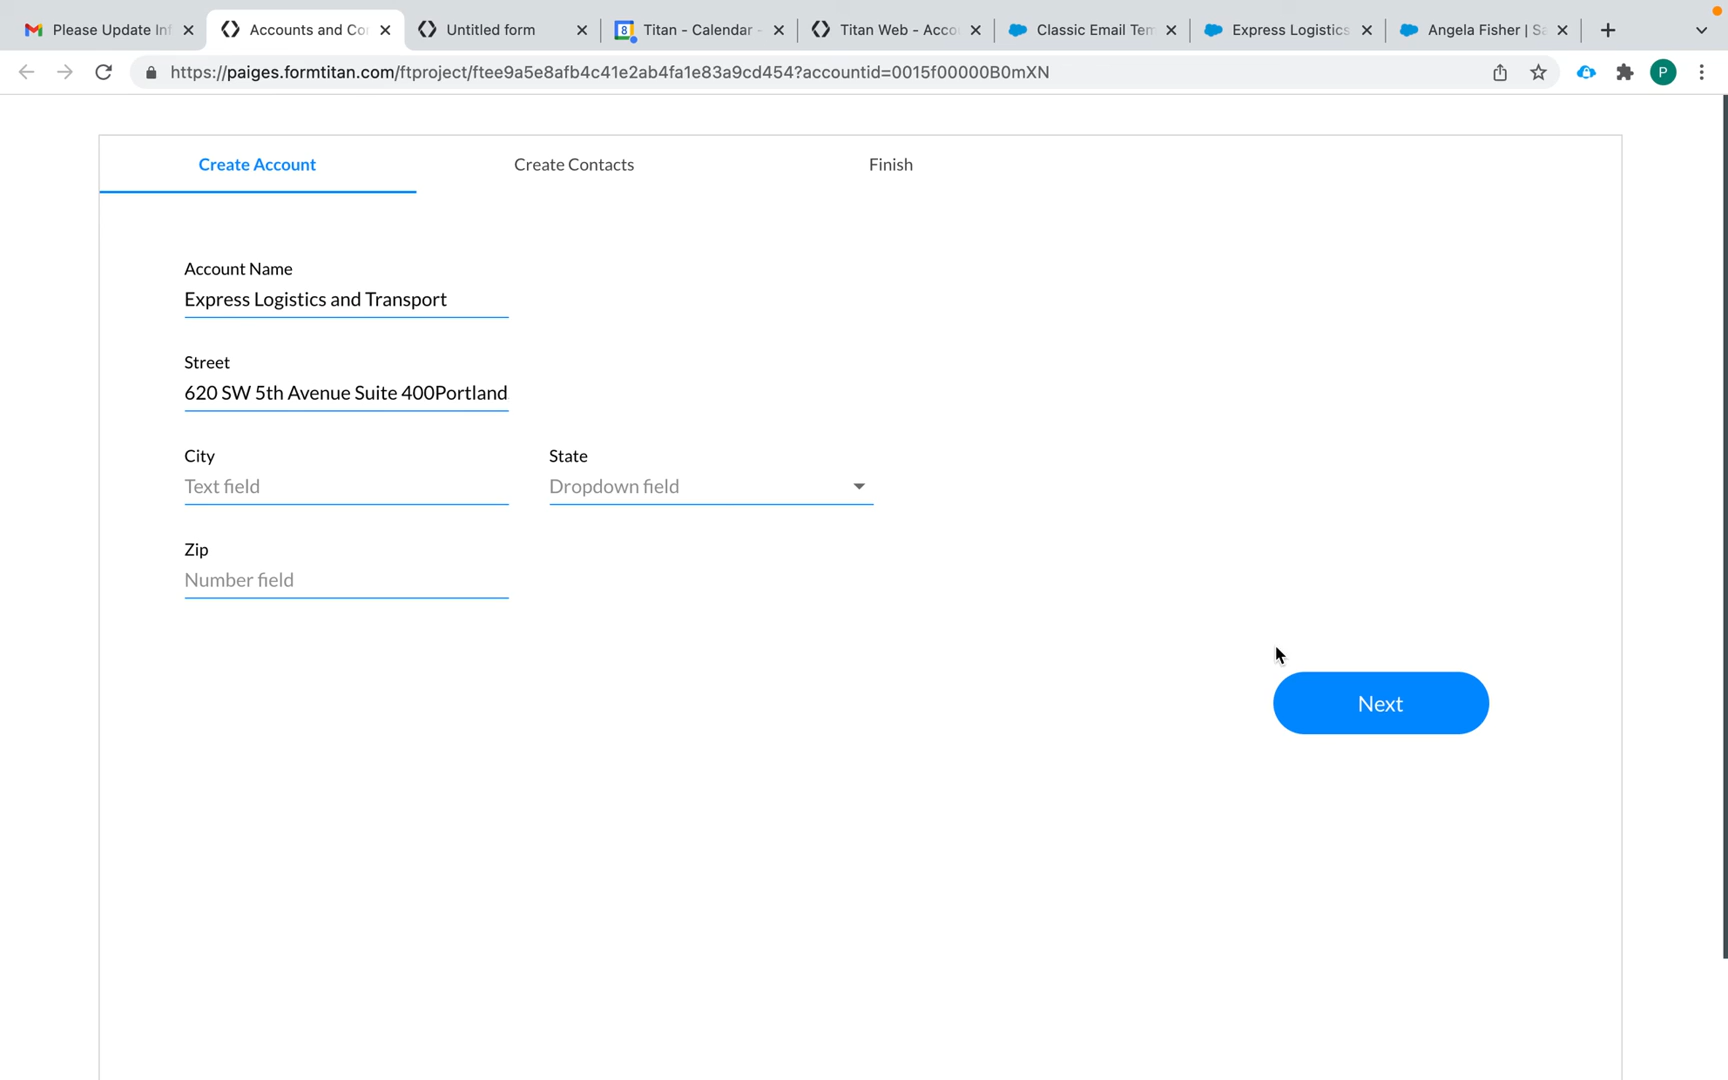 Please Update Inf
Accounts and Co
Untitled form
8
Titan - Calendar -
Titan Web - Acco
Classic Email Tem
Express Logistics
Angela Fisher | Sa
https://paiges.formtitan.com/ftproject/ftee9a5e8afb4c41e2ab4fa1e83a9cd454?accountid=0015f00000B0mXN
P
Create Account
Create Contacts
Finish
Account Name
Express Logistics and Transport
Street
620 SW 5th Avenue Suite 400Portland
City
State
Text field
Dropdown field
Zip
Number field
Next